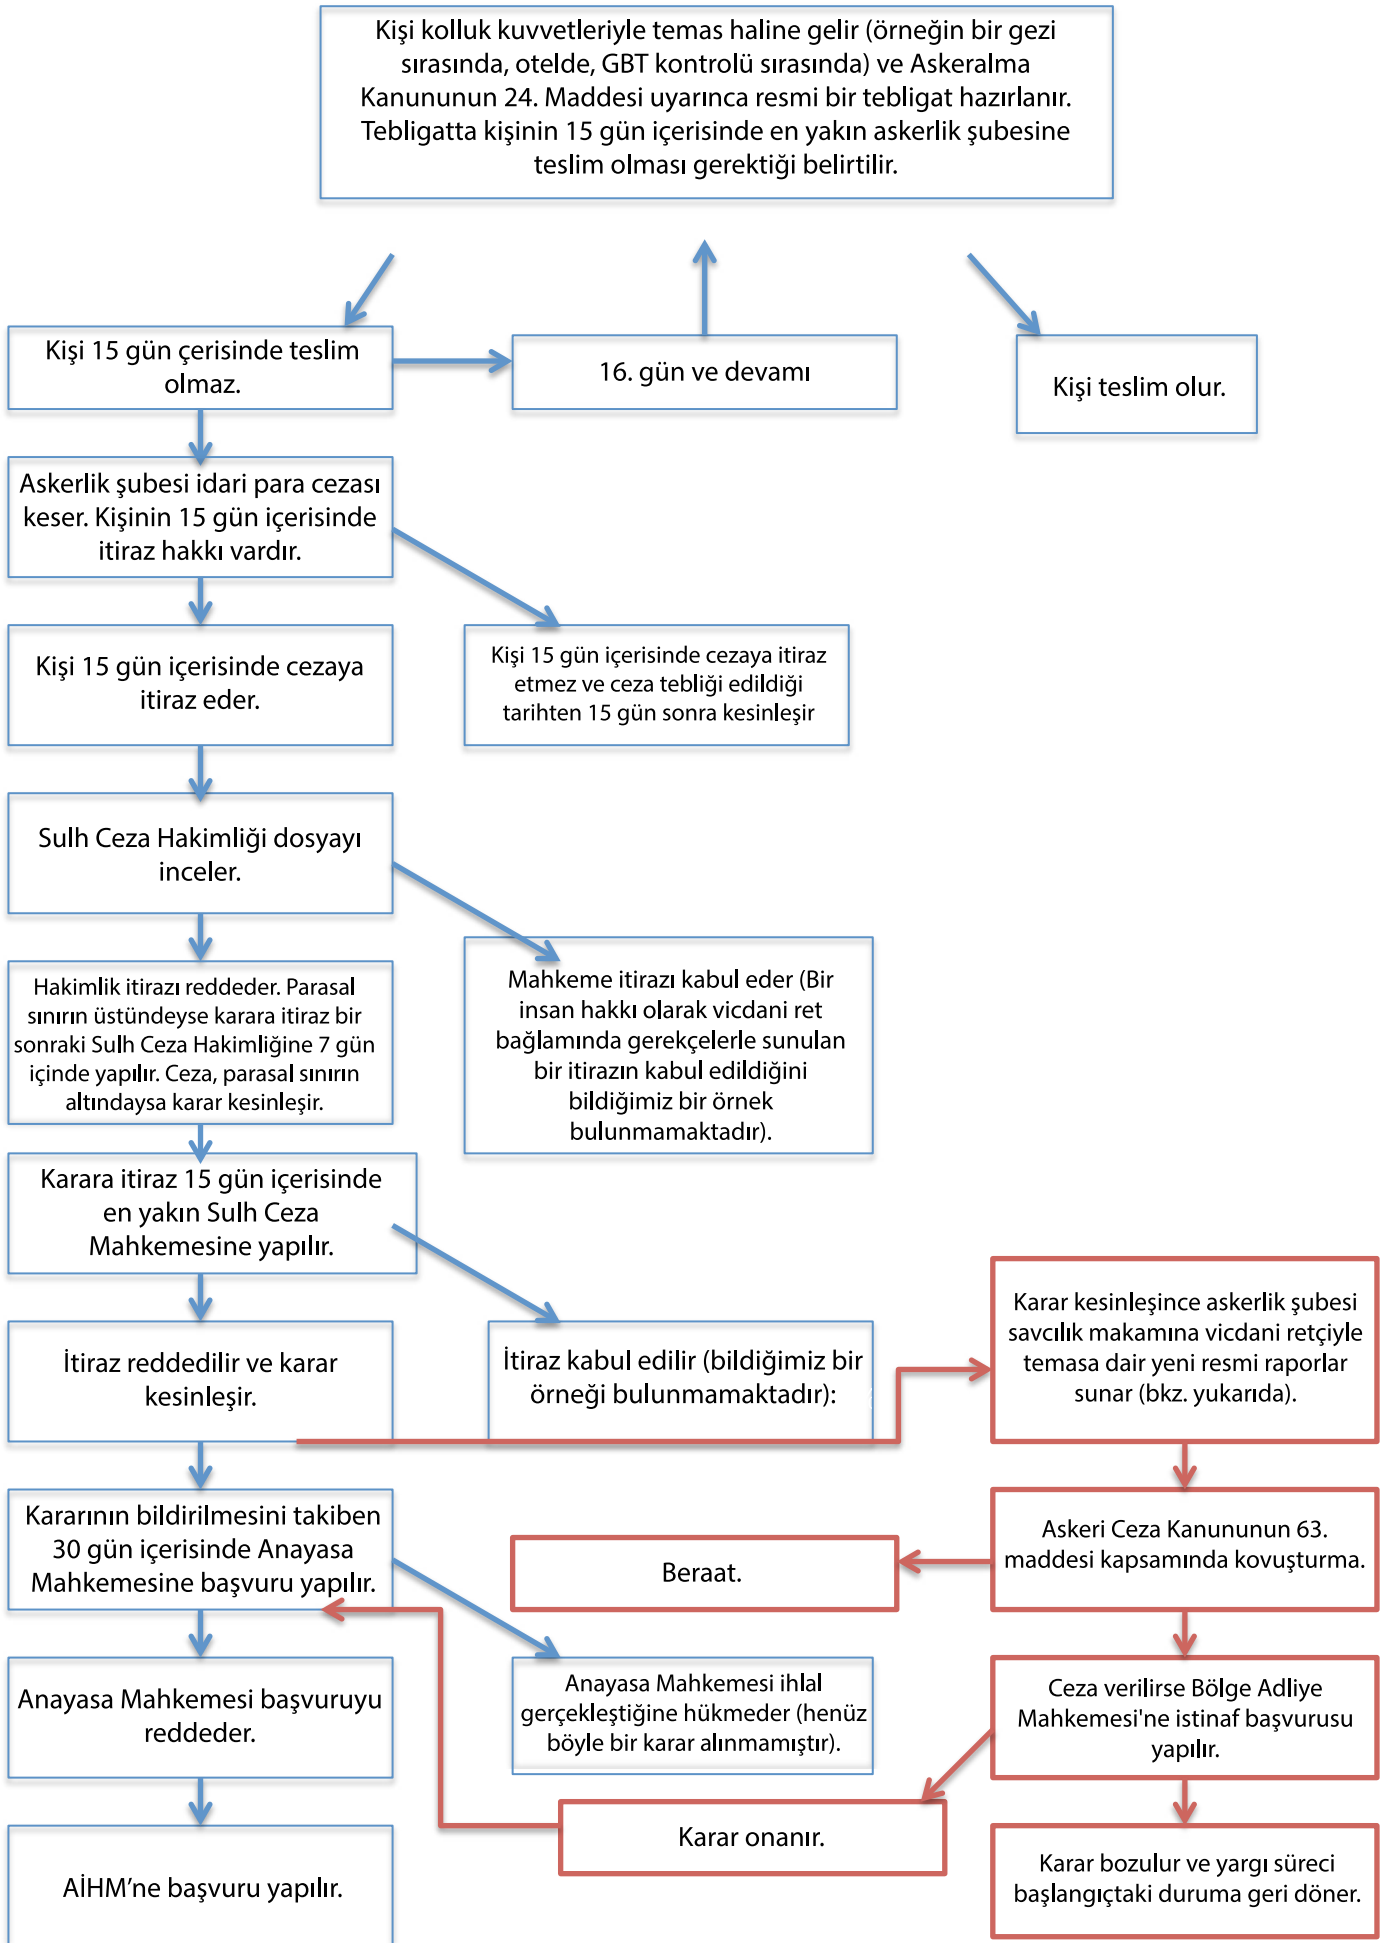 Kişi kolluk kuvvetleriyle temas haline gelir (örneğin bir gezi
sırasında, otelde, GBT kontrolü sırasında) ve Askeralma
Kanununun 24. Maddesi uyarınca resmi bir tebligat hazırlanır.
Tebligatta kişinin 15 gün içerisinde en yakın askerlik şubesine
teslim olması gerektiği belirtilir.
Kişi 15 gün çerisinde teslim
olmaz.
16. gün ve devamı
Kişi teslim olur.
Askerlik şubesi idari para cezası
keser. Kişinin 15 gün içerisinde
itiraz hakkı vardır.
Kişi 15 gün içerisinde cezaya
itiraz eder.
Kişi 15 gün içerisinde cezaya itiraz
etmez ve ceza tebliği edildiği
tarihten 15 gün sonra kesinleşir
Sulh Ceza Hakimliği dosyayı
inceler.
Hakimlik itirazı reddeder. Parasal
sınırın üstündeyse karara itiraz bir
sonraki Sulh Ceza Hakimliğine 7 gün
içinde yapılır. Ceza, parasal sınırın
altındaysa karar kesinleşir.
Mahkeme itirazı kabul eder (Bir
insan hakkı olarak vicdani ret
bağlamında gerekçelerle sunulan
bir itirazın kabul edildiğini
bildiğimiz bir örnek
bulunmamaktadır).
Karara itiraz 15 gün içerisinde
en yakın Sulh Ceza
Mahkemesine yapılır.
İtiraz reddedilir ve karar
kesinleşir.
İtiraz kabul edilir (bildiğimiz bir
örneği bulunmamaktadır):
Karar kesinleşince askerlik şubesi
savcılık makamına vicdani retçiyle
temasa dair yeni resmi raporlar
sunar (bkz. yukarıda).
Kararının bildirilmesini takiben
30 gün içerisinde Anayasa
Mahkemesine başvuru yapılır.
Beraat.
Askeri Ceza Kanununun 63.
maddesi kapsamında kovuşturma.
Anayasa Mahkemesi başvuruyu
reddeder.
Anayasa Mahkemesi ihlal
gerçekleştiğine hükmeder (henüz
böyle bir karar alınmamıştır).
Ceza verilirse Bölge Adliye
Mahkemesi'ne istinaf başvurusu
yapılır.
AİHM’ne başvuru yapılır.
Karar onanır.
Karar bozulur ve yargı süreci
başlangıçtaki duruma geri döner.